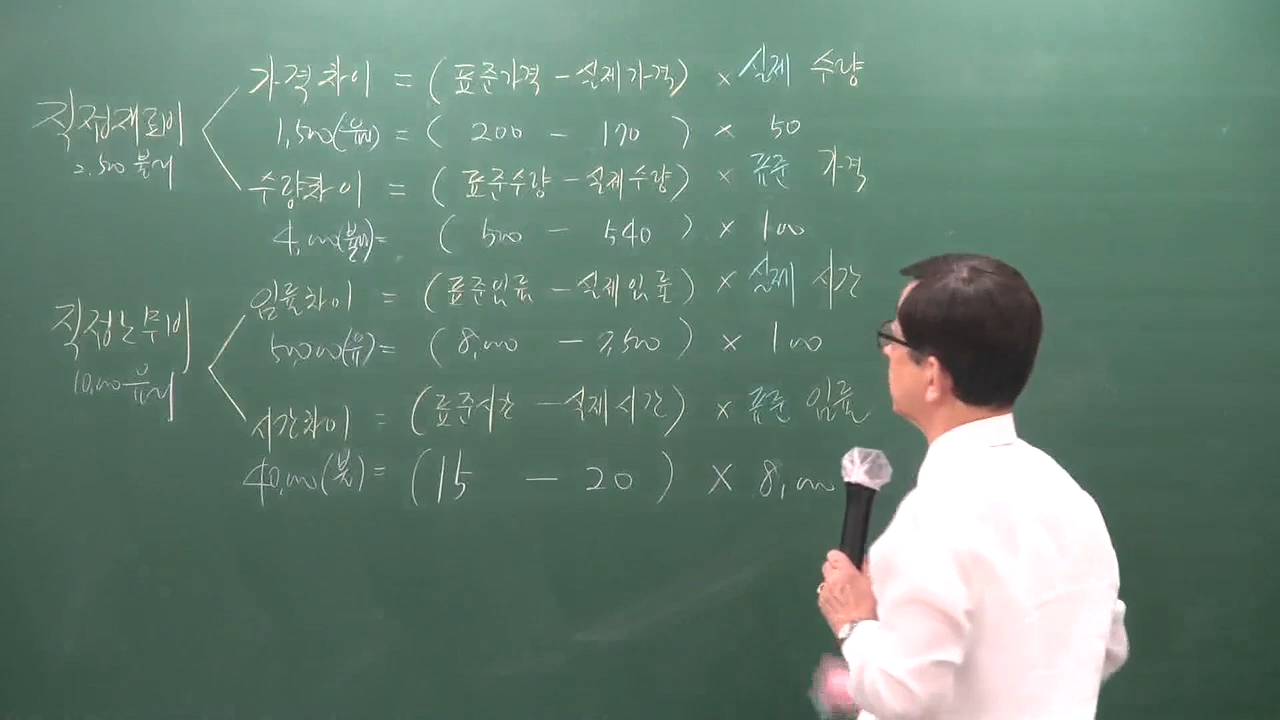 가격차이 = (표준가격 - 실제가격) × 실제 수량
직접재료비
1,500(유리) = ( 200 - 170 ) × 50
2,500 불리
수량차이 = (표준수량 - 실제수량) × 표준 가격
4,000(불리) = ( 500 - 540 ) × 100
임률차이 = (표준임률 - 실제임률) × 실제 시간
직접노무비
50,000(유) = ( 8,000 - 7,500 ) × 100
10,000 유리
시간차이 = (표준시간 - 실제시간) × 표준 임률
40,000(불) = (15 - 20 ) × 8,000